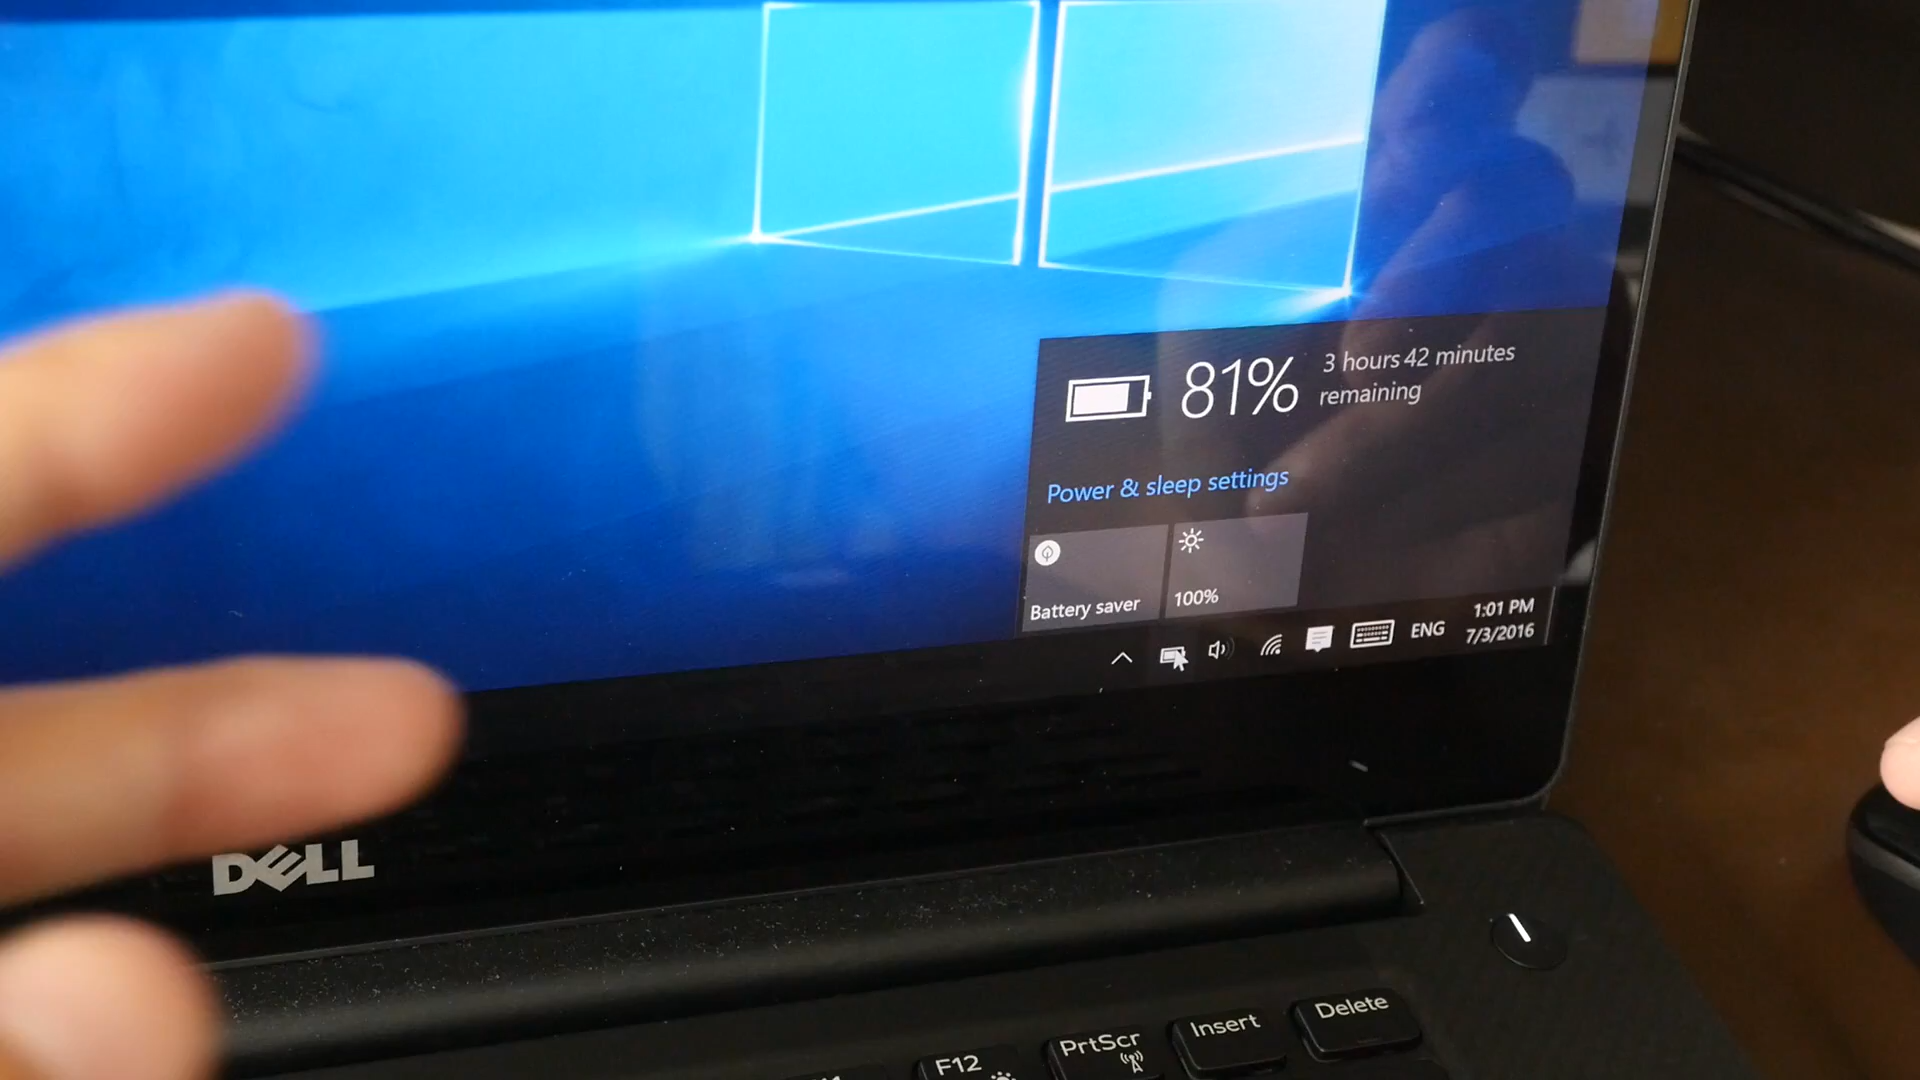 81%
3 hours 42 minutes
remaining
Power & sleep settings
Battery saver
100%
ENG
1:01 PM
7/3/2016
DELL
F12
PrtScr
Insert
Delete